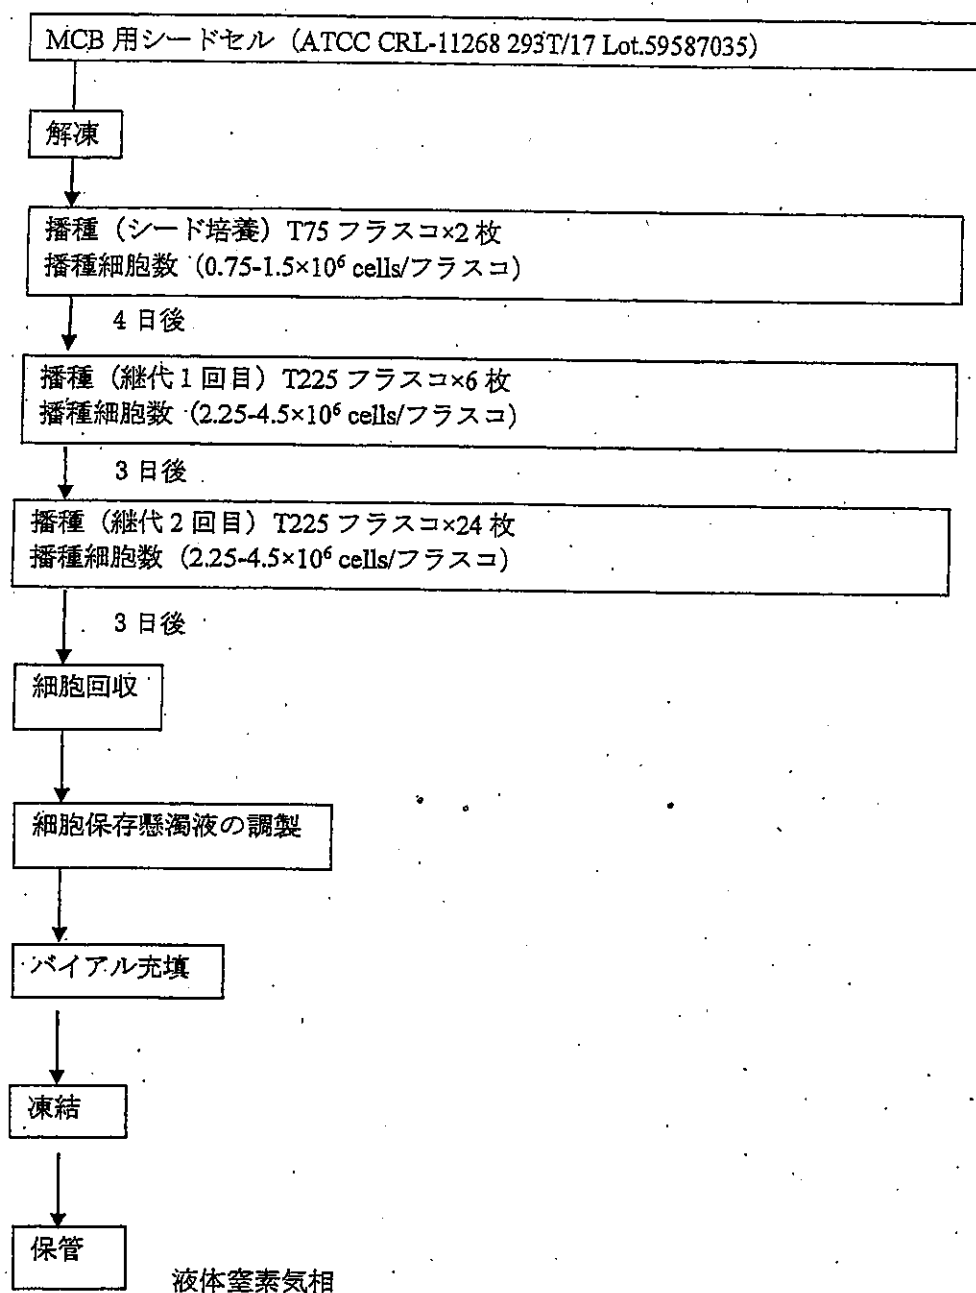 MCB 用シードセル（ATCC CRL-11268 293T/17 Lot.59587035）
解凍
播種（シード培養）T75 フラスコ×2 枚
播種細胞数（0.75-1.5×10⁶ cells/フラスコ）
4 日後
播種（継代 1 回目）T225 フラスコ×6 枚
播種細胞数（2.25-4.5×10⁶ cells/フラスコ）
3 日後
播種（継代 2 回目）T225 フラスコ×24 枚
播種細胞数（2.25-4.5×10⁶ cells/フラスコ）
3 日後
細胞回収
細胞保存懸濁液の調製
バイアル充填
凍結
保管
液体窒素気相